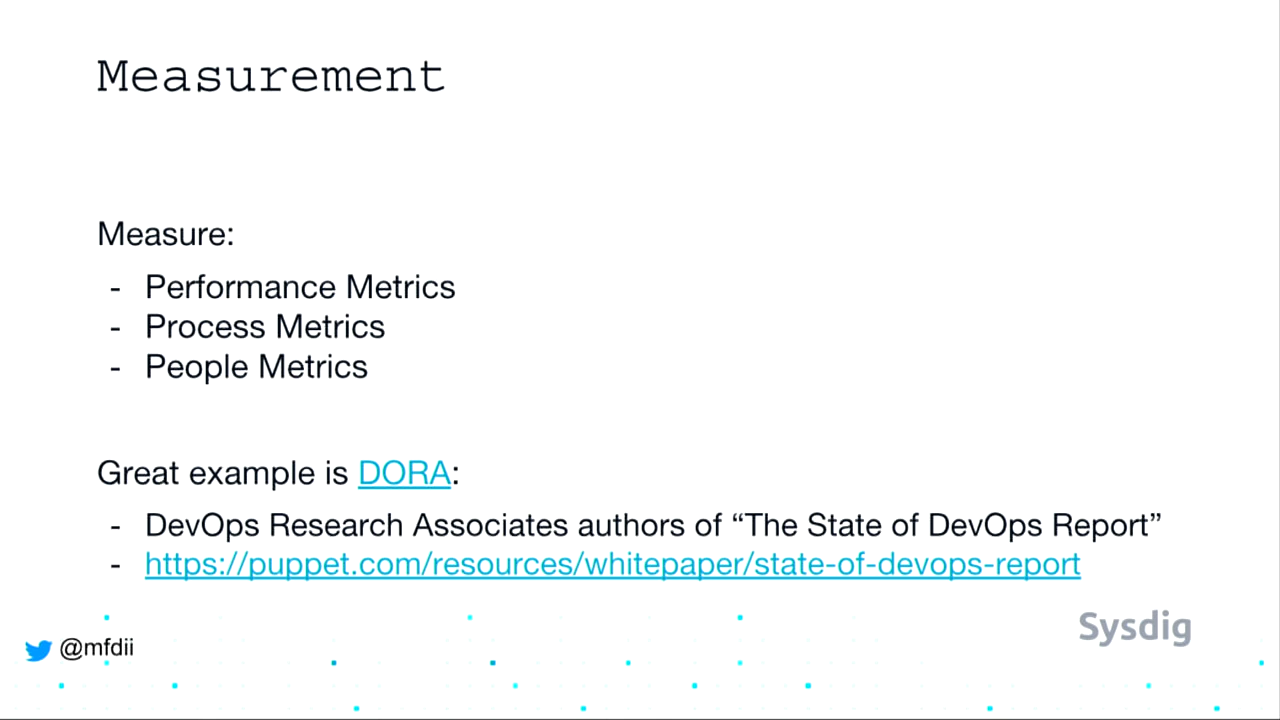 Measurement
Measure:
- Performance Metrics
- Process Metrics
- People Metrics
Great example is DORA:
- DevOps Research Associates authors of “The State of DevOps Report”
- https://puppet.com/resources/whitepaper/state-of-devops-report
Sysdig
@mfdii